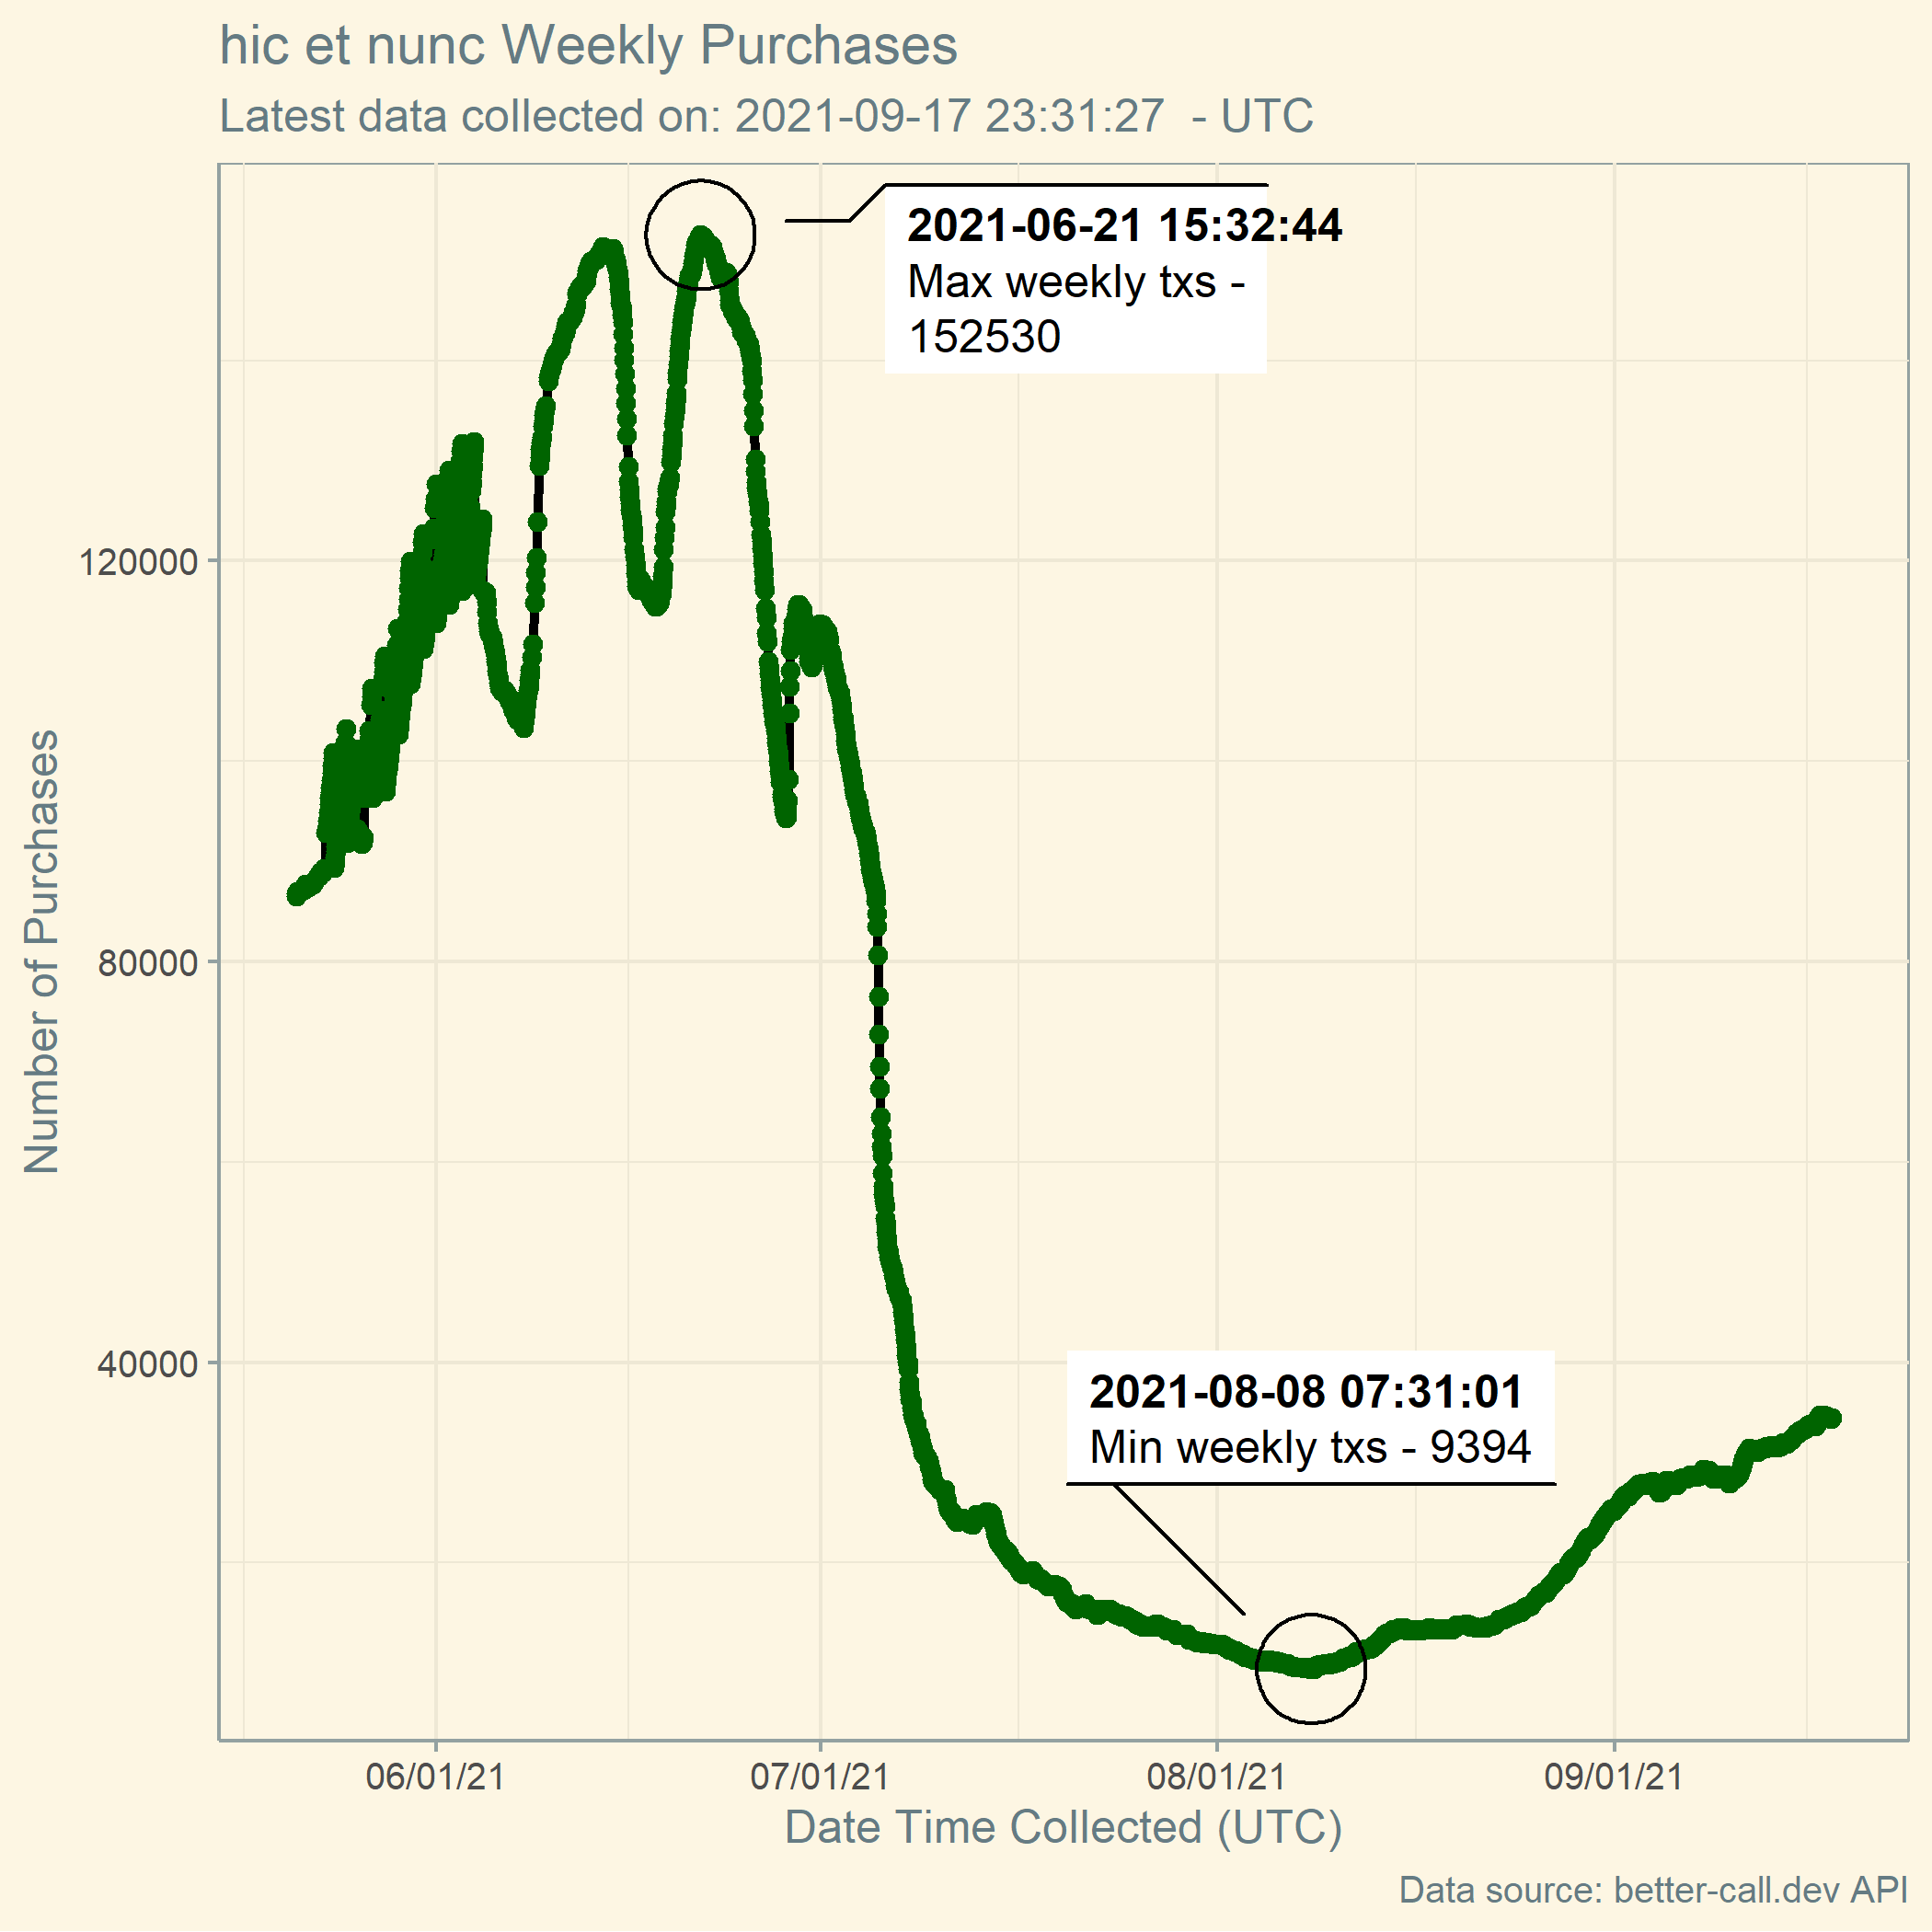 hic et nunc Weekly Purchases
Latest data collected on: 2021-09-17 23:31:27 - UTC
2021-06-21 15:32:44
Max weekly txs -
152530
120000
80000
40000
Number of Purchases
2021-08-08 07:31:01
Min weekly txs - 9394
06/01/21
07/01/21
08/01/21
09/01/21
Date Time Collected (UTC)
Data source: better-call.dev API